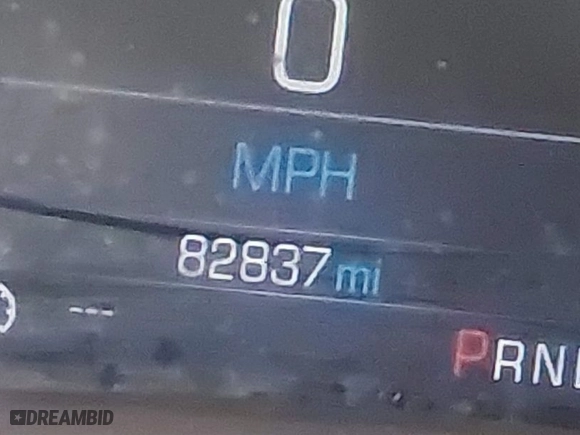 0
MPH
82837 mi
---
PRN
DREAMBID